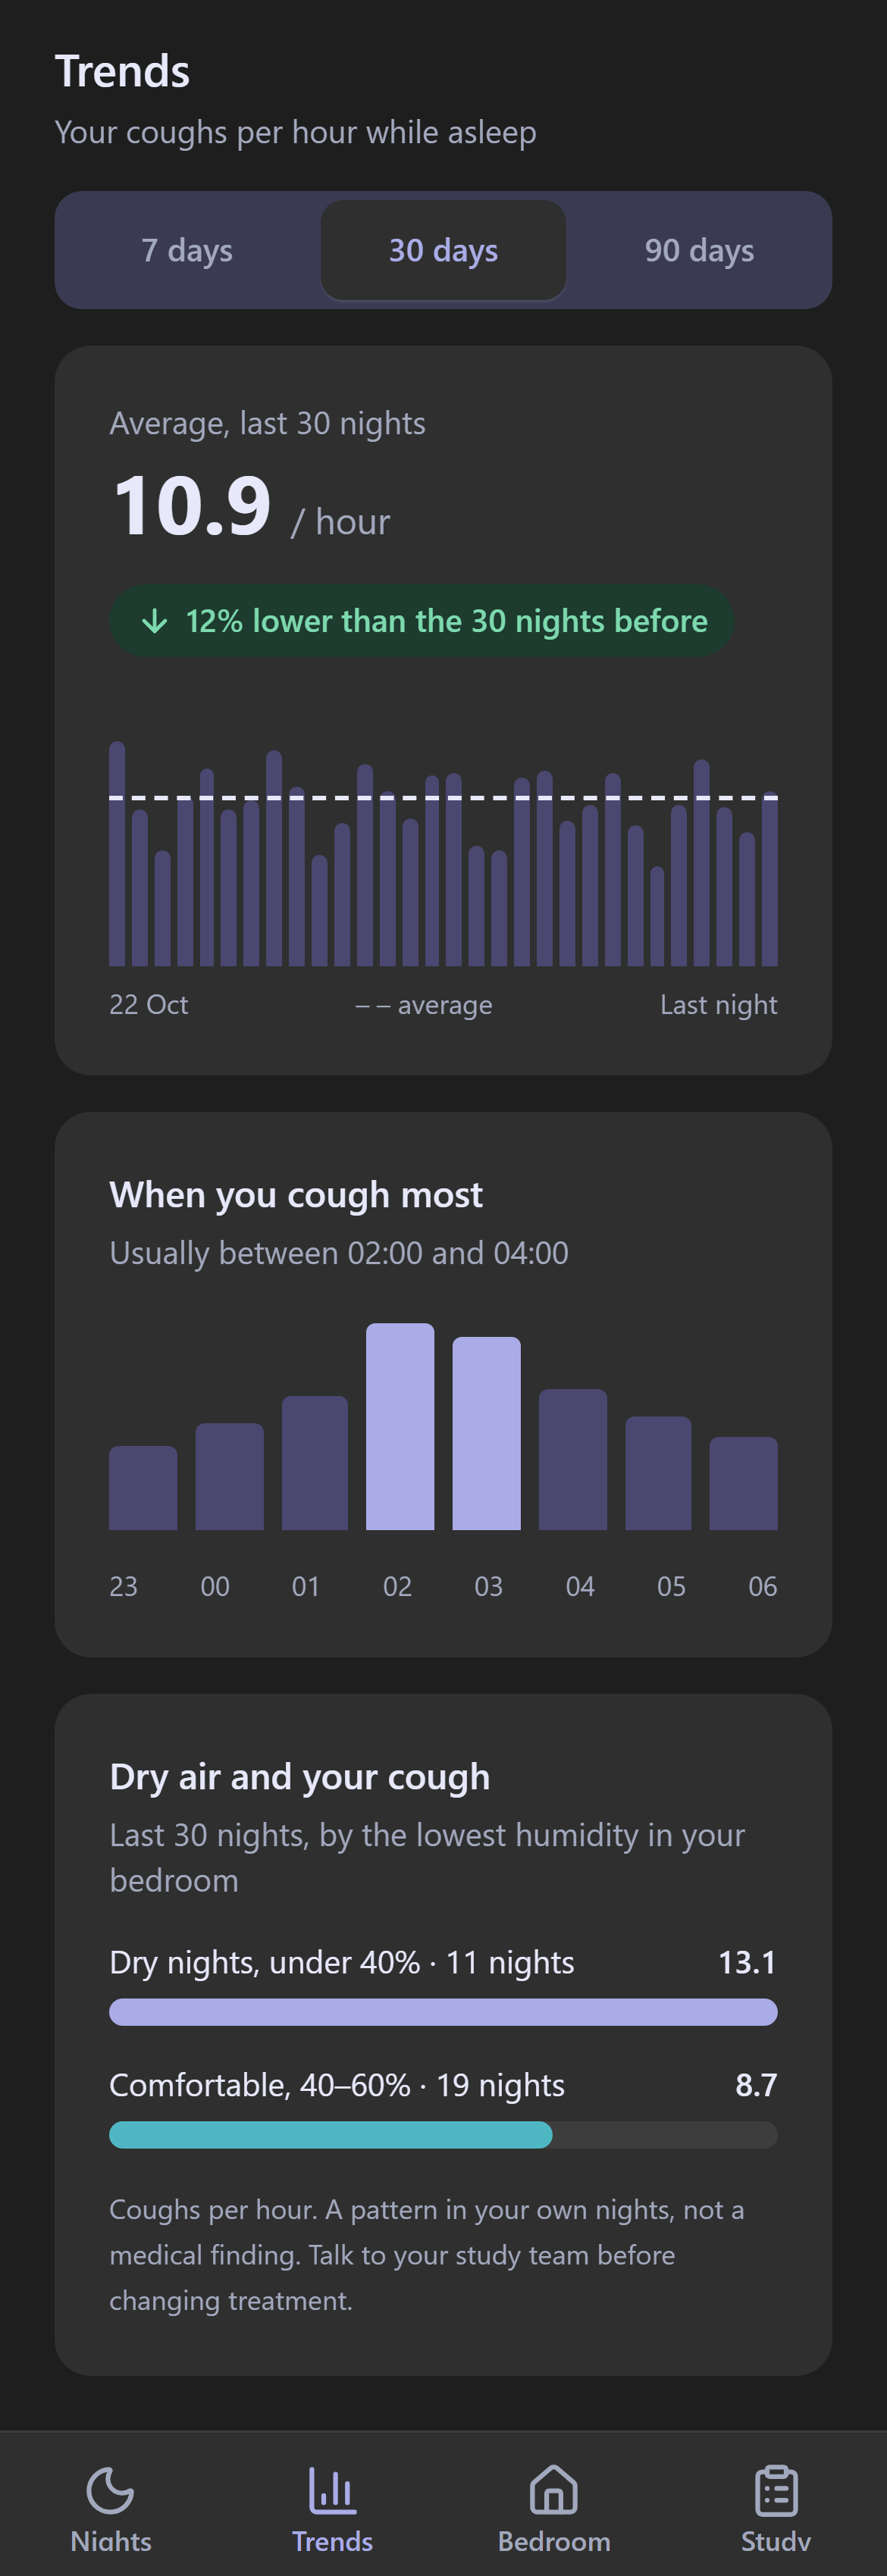 Trends
Your coughs per hour while asleep
7 days
30 days
90 days
Average, last 30 nights
10.9 / hour
↓ 12% lower than the 30 nights before
22 Oct
– – average
Last night
When you cough most
Usually between 02:00 and 04:00
23
00
01
02
03
04
05
06
Dry air and your cough
Last 30 nights, by the lowest humidity in your
bedroom
Dry nights, under 40% · 11 nights
13.1
Comfortable, 40–60% · 19 nights
8.7
Coughs per hour. A pattern in your own nights, not a
medical finding. Talk to your study team before
changing treatment.
Nights
Trends
Bedroom
Study